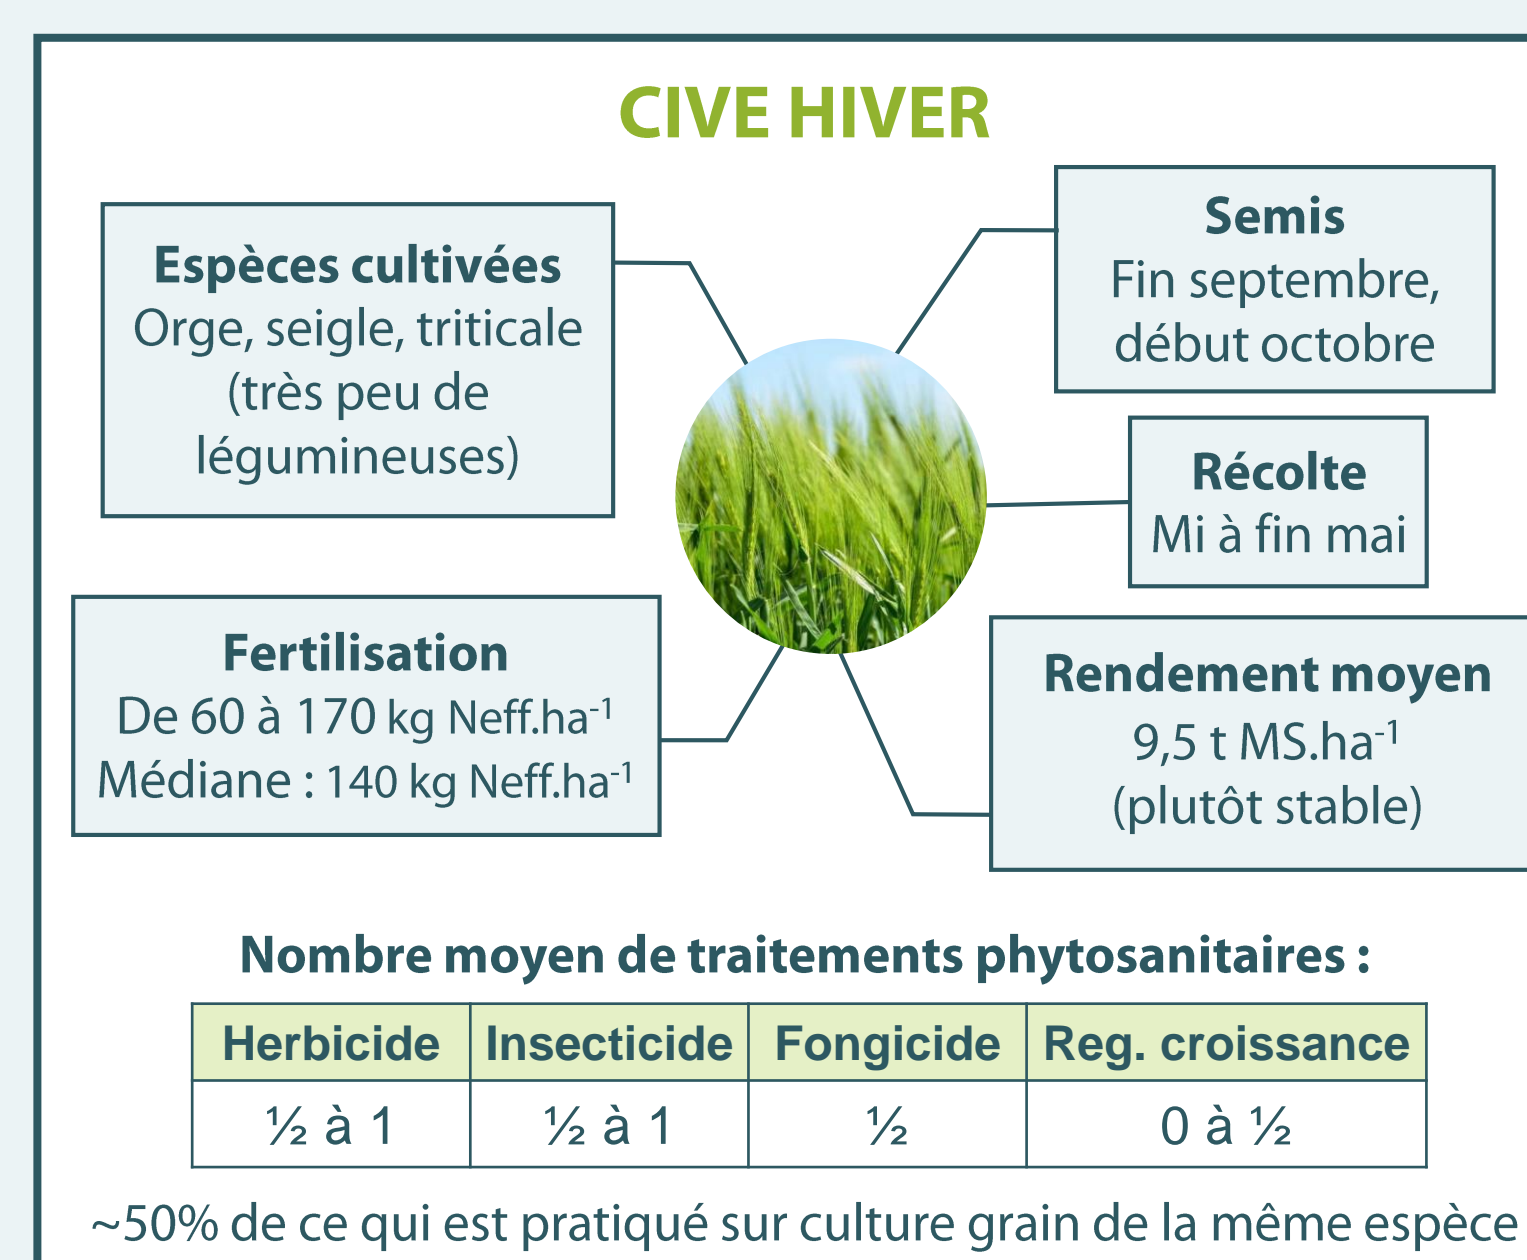 CIVE HIVER
Espèces cultivées
Orge, seigle, triticale
(très peu de
légumineuses)
Semis
Fin septembre,
début octobre
Récolte
Mi à fin mai
Fertilisation
De 60 à 170 kg Neff.ha⁻¹
Médiane : 140 kg Neff.ha⁻¹
Rendement moyen
9,5 t MS.ha⁻¹
(plutôt stable)
Nombre moyen de traitements phytosanitaires :
Herbicide Insecticide Fongicide Reg. croissance
½ à 1 ½ à 1 ½ 0 à ½
~50% de ce qui est pratiqué sur culture grain de la même espèce